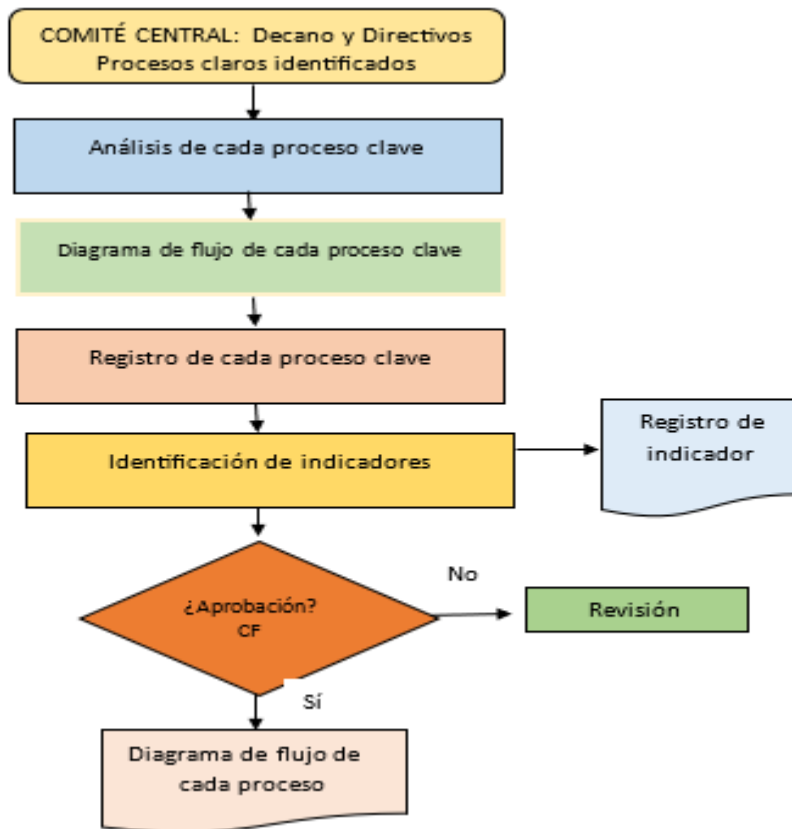 COMITÉ CENTRAL: Decano y Directivos
Procesos claros identificados
Análisis de cada proceso clave
Diagrama de flujo de cada proceso clave
Registro de cada proceso clave
Identificación de indicadores
Registro de
indicador
¿Aprobación?
CF
No
Revisión
Sí
Diagrama de flujo de
cada proceso